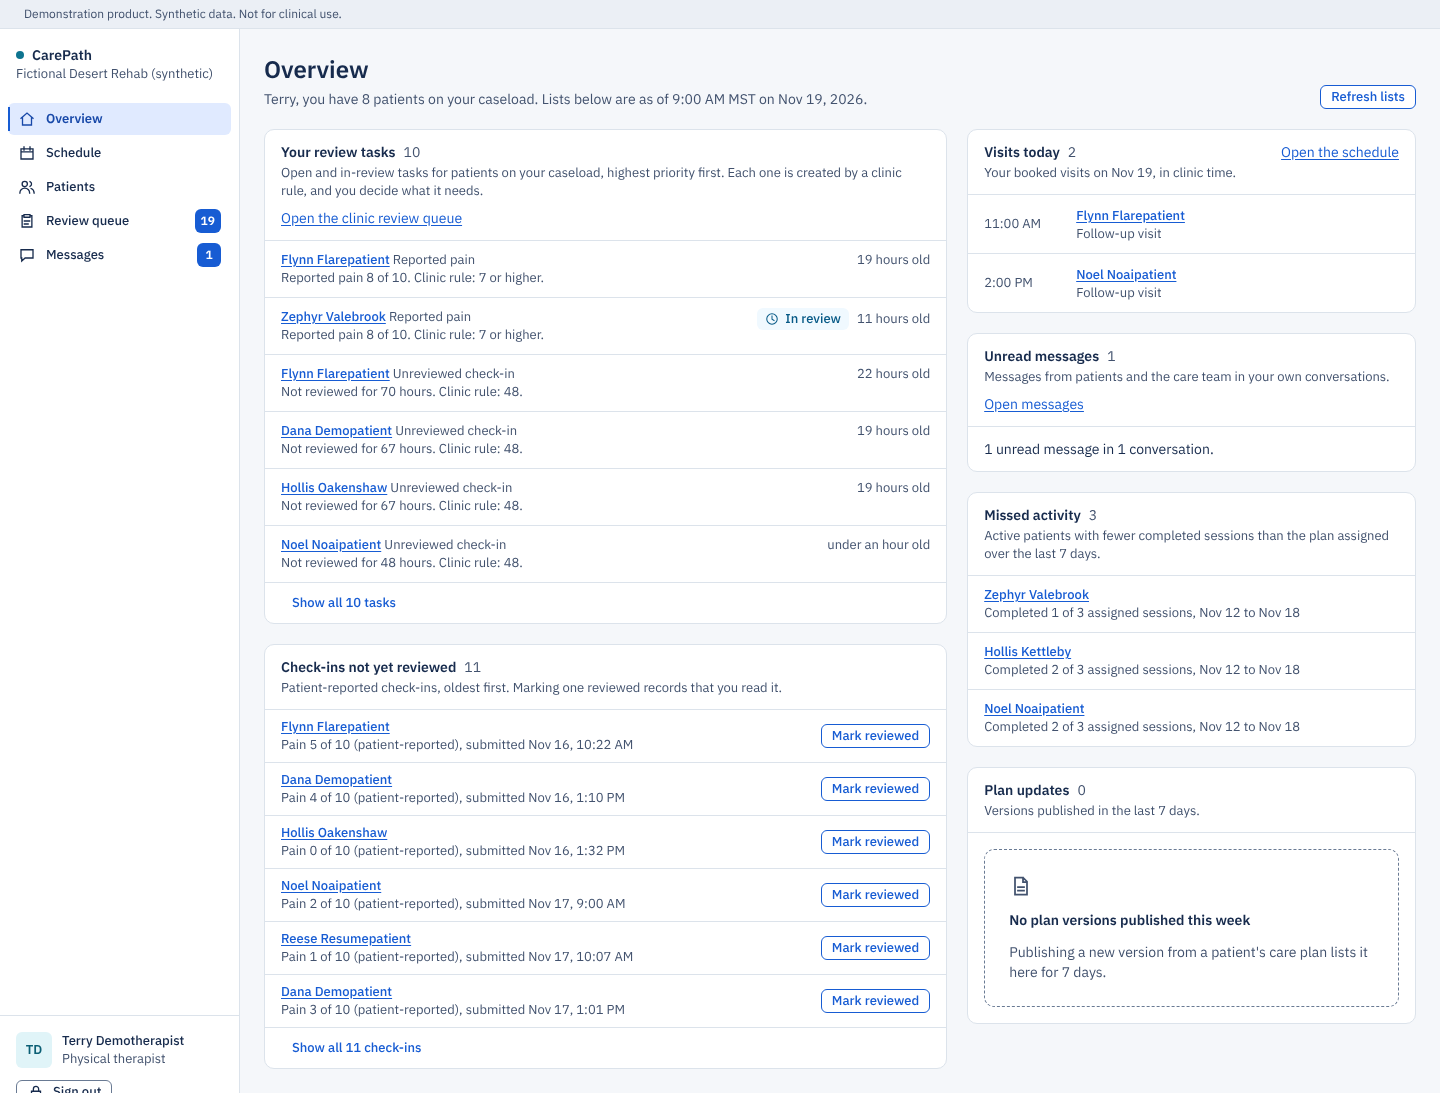 Demonstration product. Synthetic data. Not for clinical use.
CarePath
Fictional Desert Rehab (synthetic)
Overview
Schedule
Patients
Review queue 19
Messages 1
Terry Demotherapist
TD
Physical therapist
Sign out
Overview
Terry, you have 8 patients on your caseload. Lists below are as of 9:00 AM MST on Nov 19, 2026.
Refresh lists
Your review tasks 10
Open and in-review tasks for patients on your caseload, highest priority first. Each one is created by a clinic
rule, and you decide what it needs.
Open the clinic review queue
Flynn Flarepatient Reported pain 19 hours old
Reported pain 8 of 10. Clinic rule: 7 or higher.
Zephyr Valebrook Reported pain In review 11 hours old
Reported pain 8 of 10. Clinic rule: 7 or higher.
Flynn Flarepatient Unreviewed check-in 22 hours old
Not reviewed for 70 hours. Clinic rule: 48.
Dana Demopatient Unreviewed check-in 19 hours old
Not reviewed for 67 hours. Clinic rule: 48.
Hollis Oakenshaw Unreviewed check-in 19 hours old
Not reviewed for 67 hours. Clinic rule: 48.
Noel Noaipatient Unreviewed check-in under an hour old
Not reviewed for 48 hours. Clinic rule: 48.
Show all 10 tasks
Check-ins not yet reviewed 11
Patient-reported check-ins, oldest first. Marking one reviewed records that you read it.
Flynn Flarepatient
Pain 5 of 10 (patient-reported), submitted Nov 16, 10:22 AM
Mark reviewed
Dana Demopatient
Pain 4 of 10 (patient-reported), submitted Nov 16, 1:10 PM
Mark reviewed
Hollis Oakenshaw
Pain 0 of 10 (patient-reported), submitted Nov 16, 1:32 PM
Mark reviewed
Noel Noaipatient
Pain 2 of 10 (patient-reported), submitted Nov 17, 9:00 AM
Mark reviewed
Reese Resumepatient
Pain 1 of 10 (patient-reported), submitted Nov 17, 10:07 AM
Mark reviewed
Dana Demopatient
Pain 3 of 10 (patient-reported), submitted Nov 17, 1:01 PM
Mark reviewed
Show all 11 check-ins
Visits today 2
Open the schedule
Your booked visits on Nov 19, in clinic time.
11:00 AM
Flynn Flarepatient
Follow-up visit
2:00 PM
Noel Noaipatient
Follow-up visit
Unread messages 1
Messages from patients and the care team in your own conversations.
Open messages
1 unread message in 1 conversation.
Missed activity 3
Active patients with fewer completed sessions than the plan assigned
over the last 7 days.
Zephyr Valebrook
Completed 1 of 3 assigned sessions, Nov 12 to Nov 18
Hollis Kettleby
Completed 2 of 3 assigned sessions, Nov 12 to Nov 18
Noel Noaipatient
Completed 2 of 3 assigned sessions, Nov 12 to Nov 18
Plan updates 0
Versions published in the last 7 days.
No plan versions published this week
Publishing a new version from a patient's care plan lists it
here for 7 days.